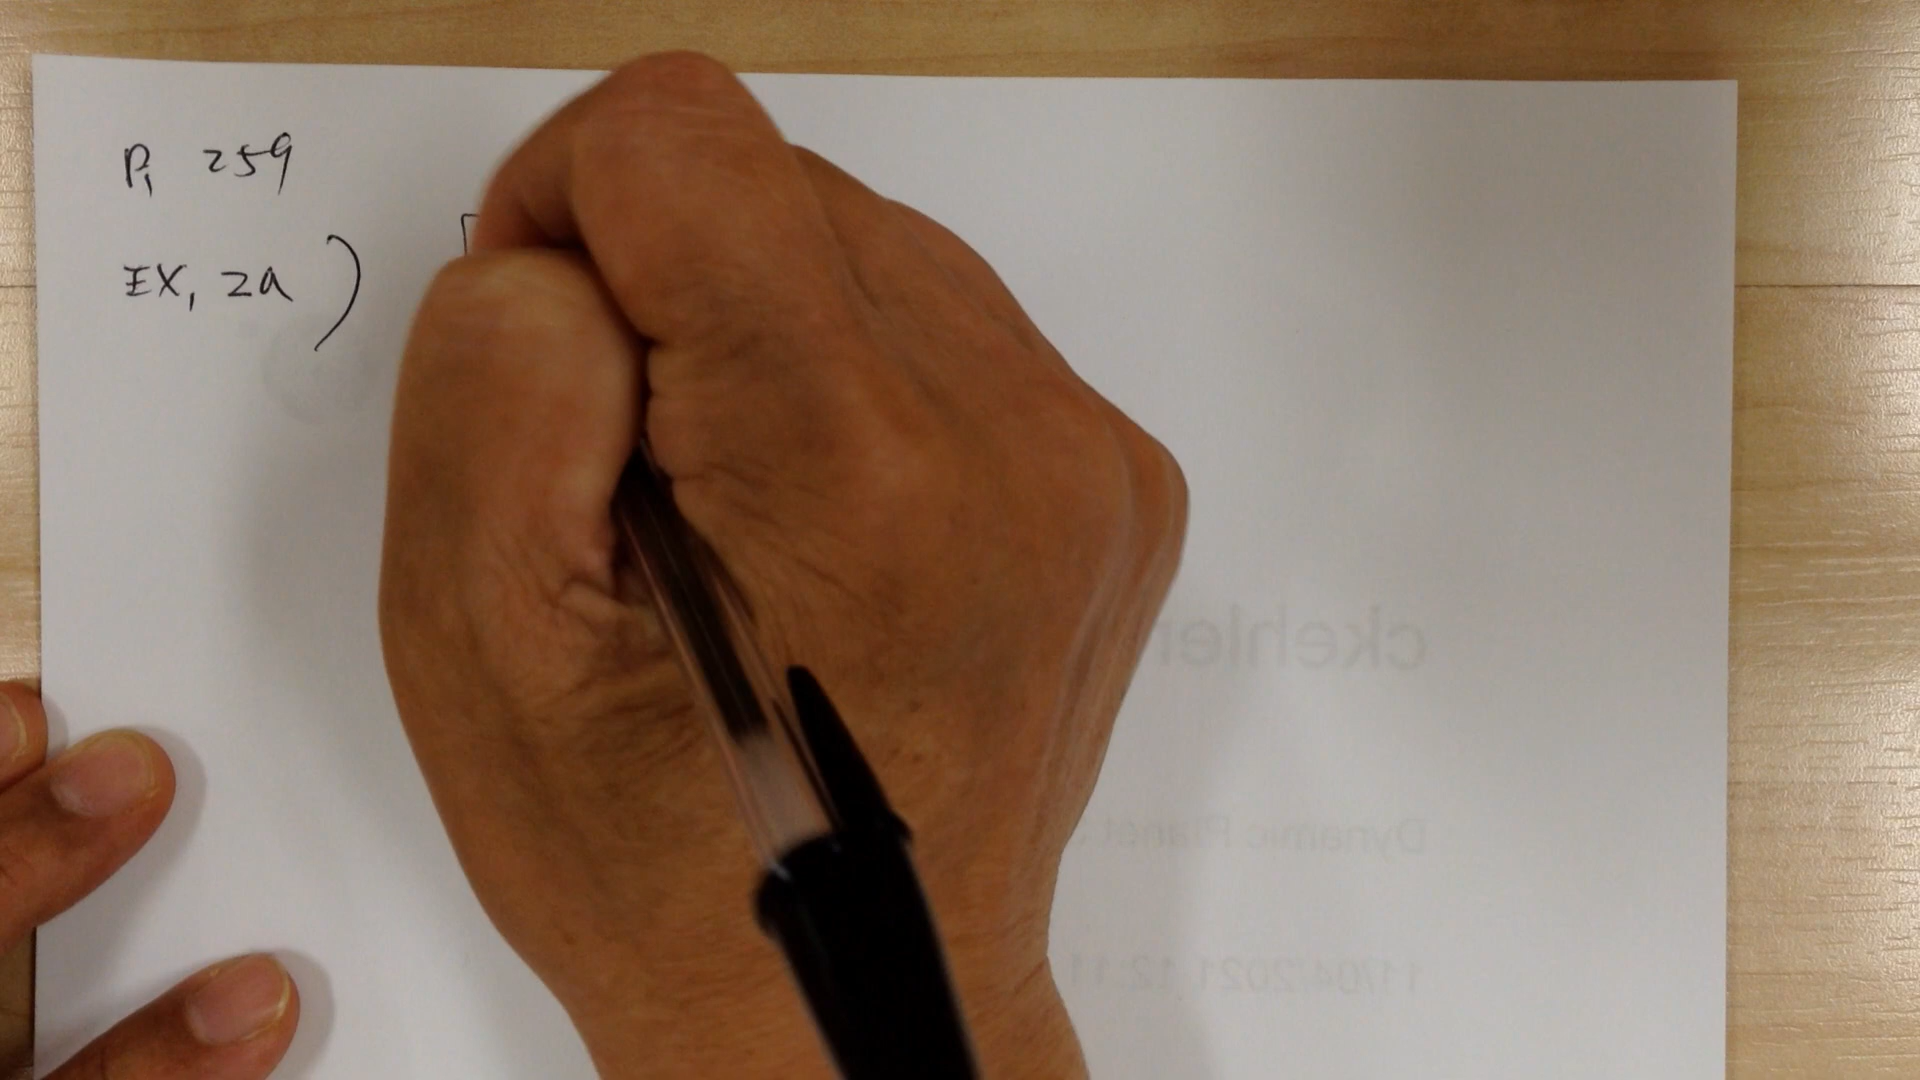 P. 259
EX. 2a)
ckehler
Dynamic Planet
11/04/2021 12:11